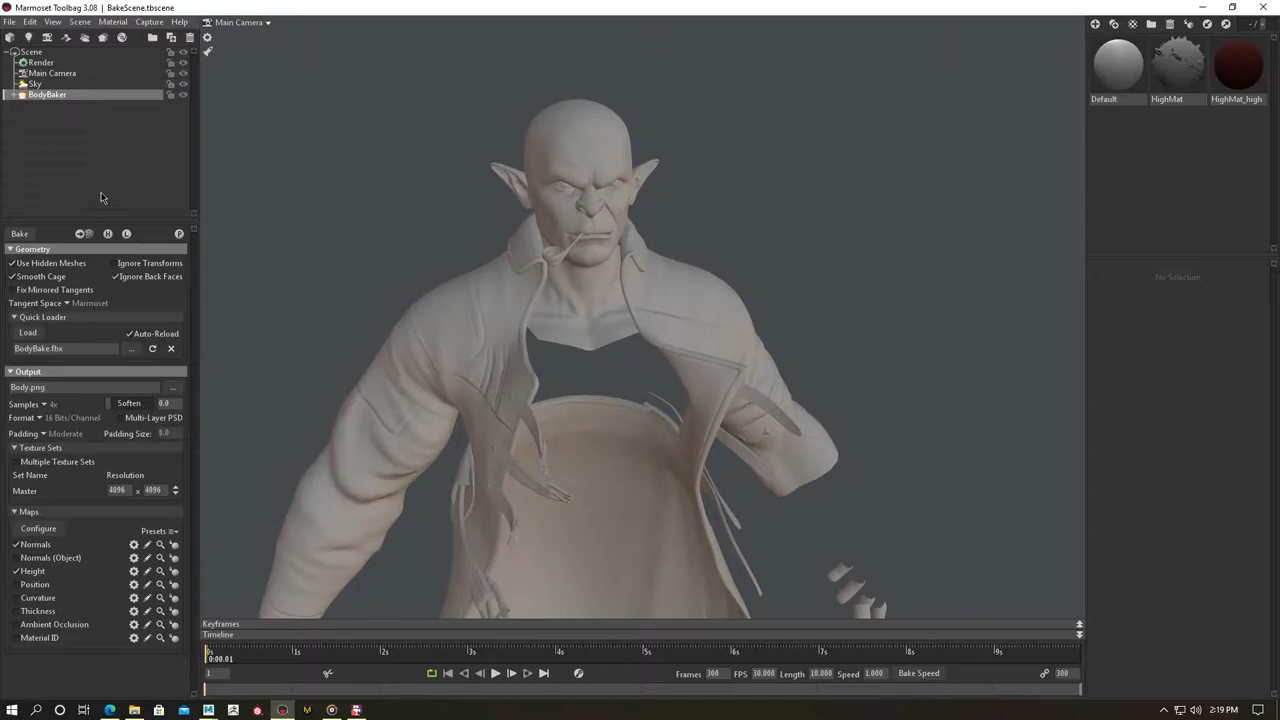 Marmoset Toolbag 3.08 | BakeScene.tbscene
File Edit View Scene Material Capture Help
Main Camera
Scene
Render
Main Camera
Sky
BodyBaker
Default HighMat HighMat_high
Bake H L P
Geometry
Use Hidden Meshes Ignore Transforms
Smooth Cage Ignore Back Faces
Fix Mirrored Tangents
Tangent Space Marmoset
Quick Loader
Load Auto-Reload
BodyBake.fbx ...
Output
Body.png ...
Samples 4x Soften 0.0
Format 16 Bits/Channel Multi-Layer PSD
Padding Moderate Padding Size: 8.0
Texture Sets
Multiple Texture Sets
Set Name Resolution
Master 4096 x 4096
Maps
Configure Presets
Normals
Normals (Object)
Height
Position
Curvature
Thickness
Ambient Occlusion
Material ID
No Selection
Keyframes
Timeline
0s 1s 2s 3s 4s 5s 6s 7s 8s 9s
0:00.01
1 Frames 300 FPS 30.000 Length 10.000 Speed 1.000 Bake Speed 300
2:19 PM